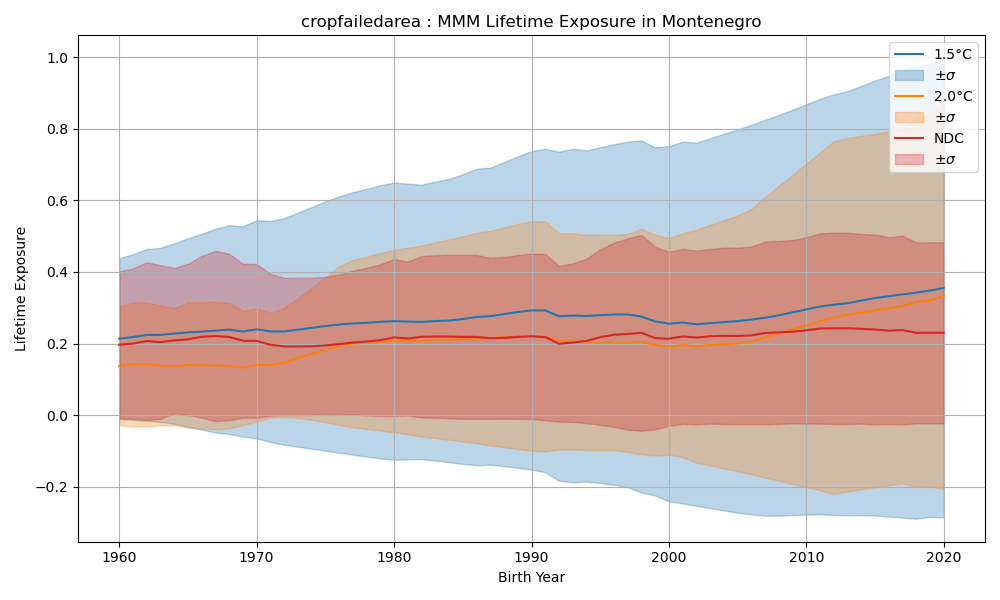 cropfailedarea : MMM Lifetime Exposure in Montenegro
Lifetime Exposure
1.0
0.8
0.6
0.4
0.2
0.0
−0.2
1960
1970
1980
1990
2000
2010
2020
Birth Year
1.5°C
±σ
2.0°C
±σ
NDC
±σ